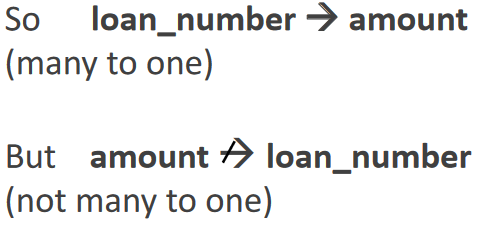 So loan_number → amount
(many to one)
But amount ↛ loan_number
(not many to one)